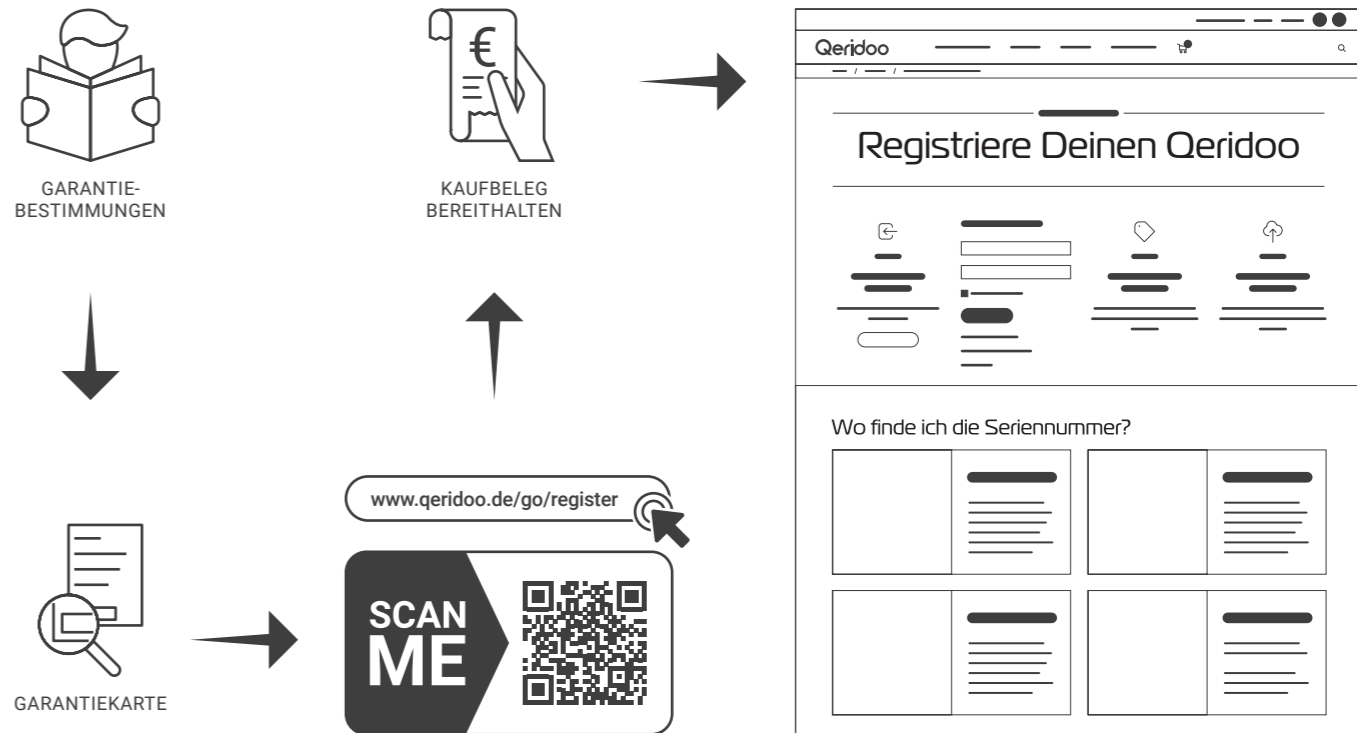 GARANTIE-
BESTIMMUNGEN
GARANTIEKARTE
www.qeridoo.de/go/register
SCAN
ME
€
KAUFBELEG
BEREITHALTEN
Qeridoo
Registriere Deinen Qeridoo
Wo finde ich die Seriennummer?